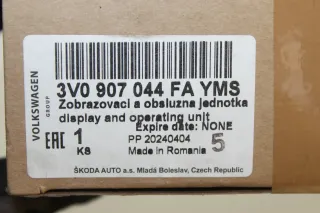 VOLKSWAGEN
GROUP
3V0 907 044 FA YMS
Zobrazovaci a obsluzna jednotka
display and operating unit
Expire date: NONE
EAC 1 PP 20240404 5
KS Made in Romania
ŠKODA AUTO a.s. Mladá Boleslav, Czech Republic